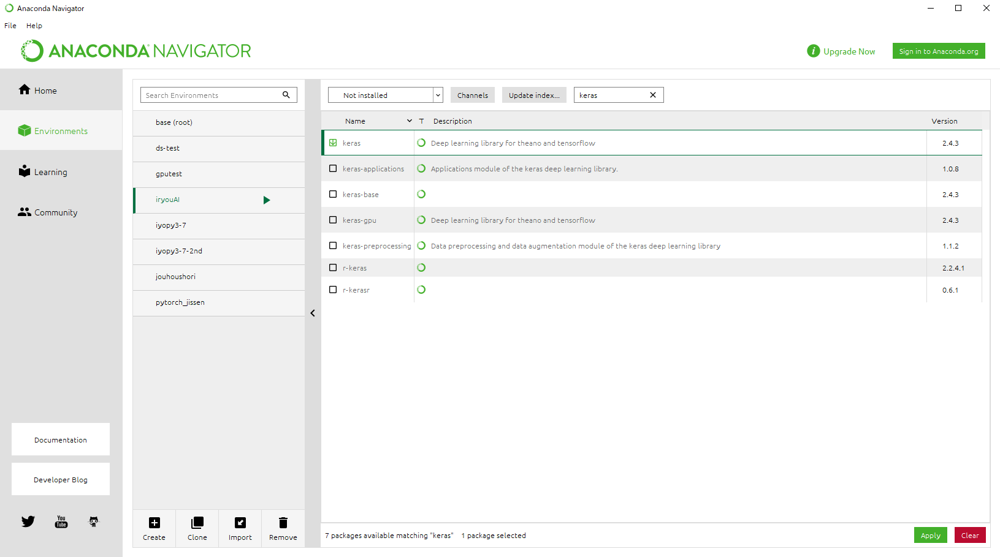 Anaconda Navigator
File Help
ANACONDA NAVIGATOR
Upgrade Now
Sign in to Anaconda.org
Home
Environments
Learning
Community
Documentation
Developer Blog
Search Environments
base (root)
ds-test
gputest
iryouAI
iyopy3-7
iyopy3-7-2nd
jouhoushori
pytorch_jissen
Create Clone Import Remove
Not installed Channels Update index... keras
Name T Description Version
keras Deep learning library for theano and tensorflow 2.4.3
keras-applications Applications module of the keras deep learning library. 1.0.8
keras-base 2.4.3
keras-gpu Deep learning library for theano and tensorflow 2.4.3
keras-preprocessing Data preprocessing and data augmentation module of the keras deep learning library 1.1.2
r-keras 2.2.4.1
r-kerasr 0.6.1
7 packages available matching "keras" 1 package selected
Apply Clear
You Tube